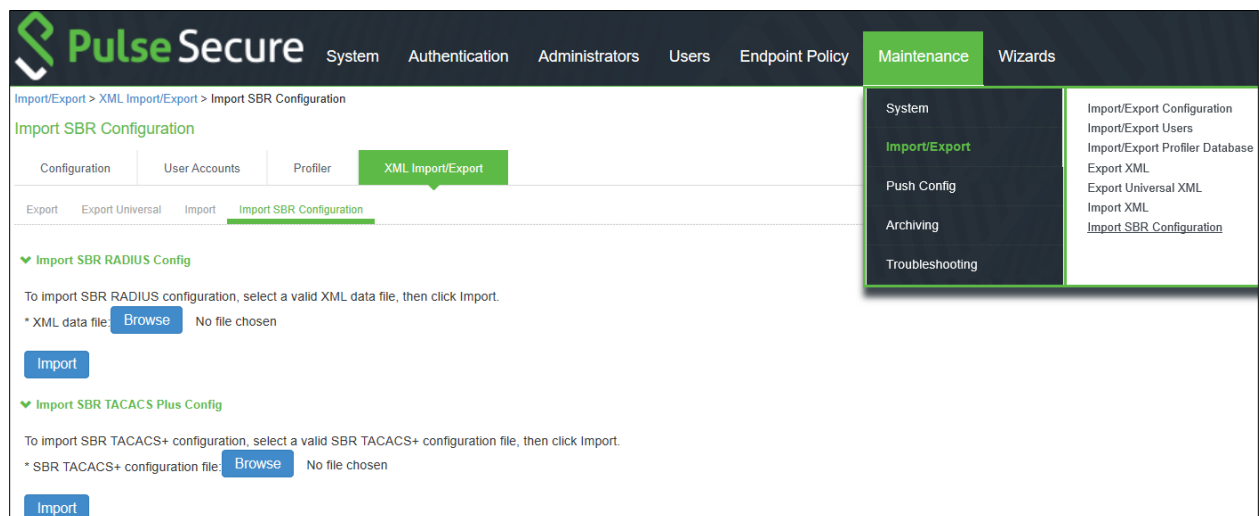 Pulse Secure
System Authentication Administrators Users Endpoint Policy Maintenance Wizards
Import/Export > XML Import/Export > Import SBR Configuration
Import SBR Configuration
Configuration User Accounts Profiler XML Import/Export
Export Export Universal Import Import SBR Configuration
System
Import/Export
Push Config
Archiving
Troubleshooting
Import/Export Configuration
Import/Export Users
Import/Export Profiler Database
Export XML
Export Universal XML
Import XML
Import SBR Configuration
Import SBR RADIUS Config
To import SBR RADIUS configuration, select a valid XML data file, then click Import.
* XML data file: Browse No file chosen
Import
Import SBR TACACS Plus Config
To import SBR TACACS+ configuration, select a valid SBR TACACS+ configuration file, then click Import.
* SBR TACACS+ configuration file: Browse No file chosen
Import